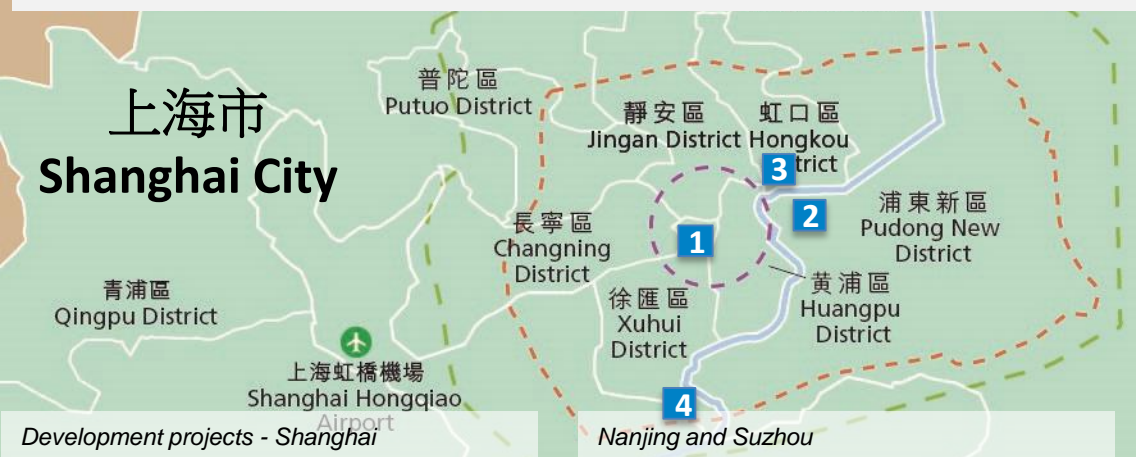 上海市
Shanghai City
普陀區
Putuo District
靜安區
Jingan District
虹口區
Hongkou
trict
3
2
浦東新區
Pudong New
District
長寧區
Changning
District
1
黄浦區
Huangpu
District
徐匯區
Xuhui
District
青浦區
Qingpu District
上海虹橋機場
Shanghai Hongqiao
Airport
4
Development projects - Shanghai
Nanjing and Suzhou